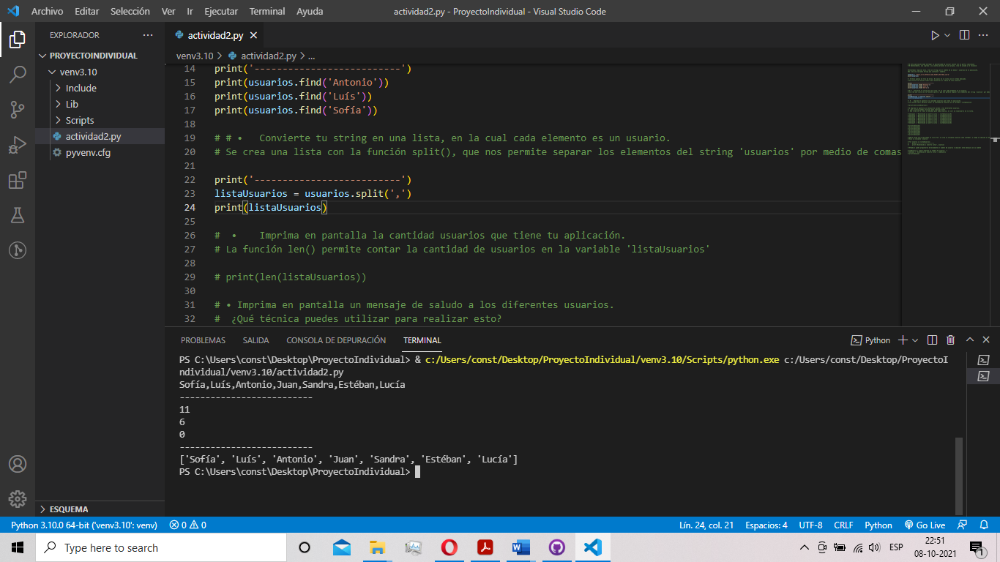 Archivo Editar Selección Ver Ir Ejecutar Terminal Ayuda
actividad2.py - ProyectoIndividual - Visual Studio Code
EXPLORADOR
PROYECTOINDIVIDUAL
venv3.10
Include
Lib
Scripts
actividad2.py
pyvenv.cfg
ESQUEMA
actividad2.py
venv3.10 > actividad2.py > ...
14 print('--------------------------')
15 print(usuarios.find('Antonio'))
16 print(usuarios.find('Luís'))
17 print(usuarios.find('Sofía'))
18
19 # # • Convierte tu string en una lista, en la cual cada elemento es un usuario.
20 # Se crea una lista con la función split(), que nos permite separar los elementos del string 'usuarios' por medio de comas
21
22 print('--------------------------')
23 listaUsuarios = usuarios.split(',')
24 print(listaUsuarios)
25
26 # • Imprima en pantalla la cantidad usuarios que tiene tu aplicación.
27 # La función len() permite contar la cantidad de usuarios en la variable 'listaUsuarios'
28
29 # print(len(listaUsuarios))
30
31 # • Imprima en pantalla un mensaje de saludo a los diferentes usuarios.
32 # ¿Qué técnica puedes utilizar para realizar esto?
PROBLEMAS SALIDA CONSOLA DE DEPURACIÓN TERMINAL
Python
PS C:\Users\const\Desktop\ProyectoIndividual> & c:/Users/const/Desktop/ProyectoIndividual/venv3.10/Scripts/python.exe c:/Users/const/Desktop/ProyectoI
ndividual/venv3.10/actividad2.py
Sofía,Luís,Antonio,Juan,Sandra,Estéban,Lucía
--------------------------
11
6
0
--------------------------
['Sofía', 'Luís', 'Antonio', 'Juan', 'Sandra', 'Estéban', 'Lucía']
PS C:\Users\const\Desktop\ProyectoIndividual>
Python 3.10.0 64-bit ('venv3.10': venv) 0 0
Lín. 24, col. 21 Espacios: 4 UTF-8 CRLF Python Go Live
Type here to search
ESP
22:51
08-10-2021
1